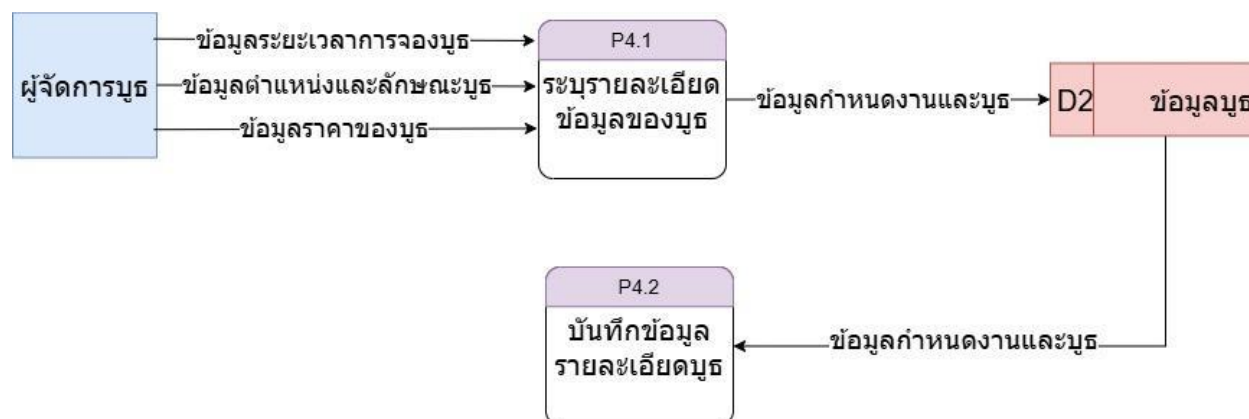 ผู้จัดการบูธ
ข้อมูลระยะเวลาการจองบูธ
ข้อมูลตำแหน่งและลักษณะบูธ
ข้อมูลราคาของบูธ
P4.1
ระบุรายละเอียด
ข้อมูลของบูธ
ข้อมูลกำหนดงานและบูธ
D2
ข้อมูลบูธ
P4.2
บันทึกข้อมูล
รายละเอียดบูธ
ข้อมูลกำหนดงานและบูธ